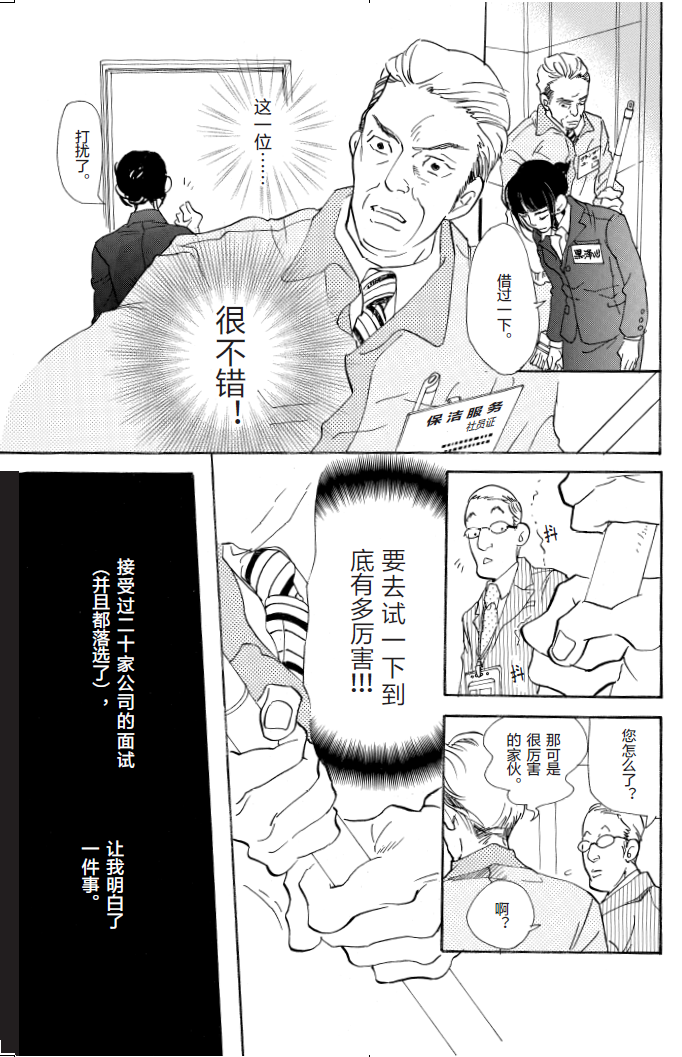 借过一下。
黑泽心
这一位……
打扰了。
很不错！
保洁服务
社员证
要去试一下到
底有多厉害!!!
您怎么了？
那可是
很厉害
的家伙。
啊？
接受过二十家公司的面试
（并且都落选了），
让我明白了
一件事。